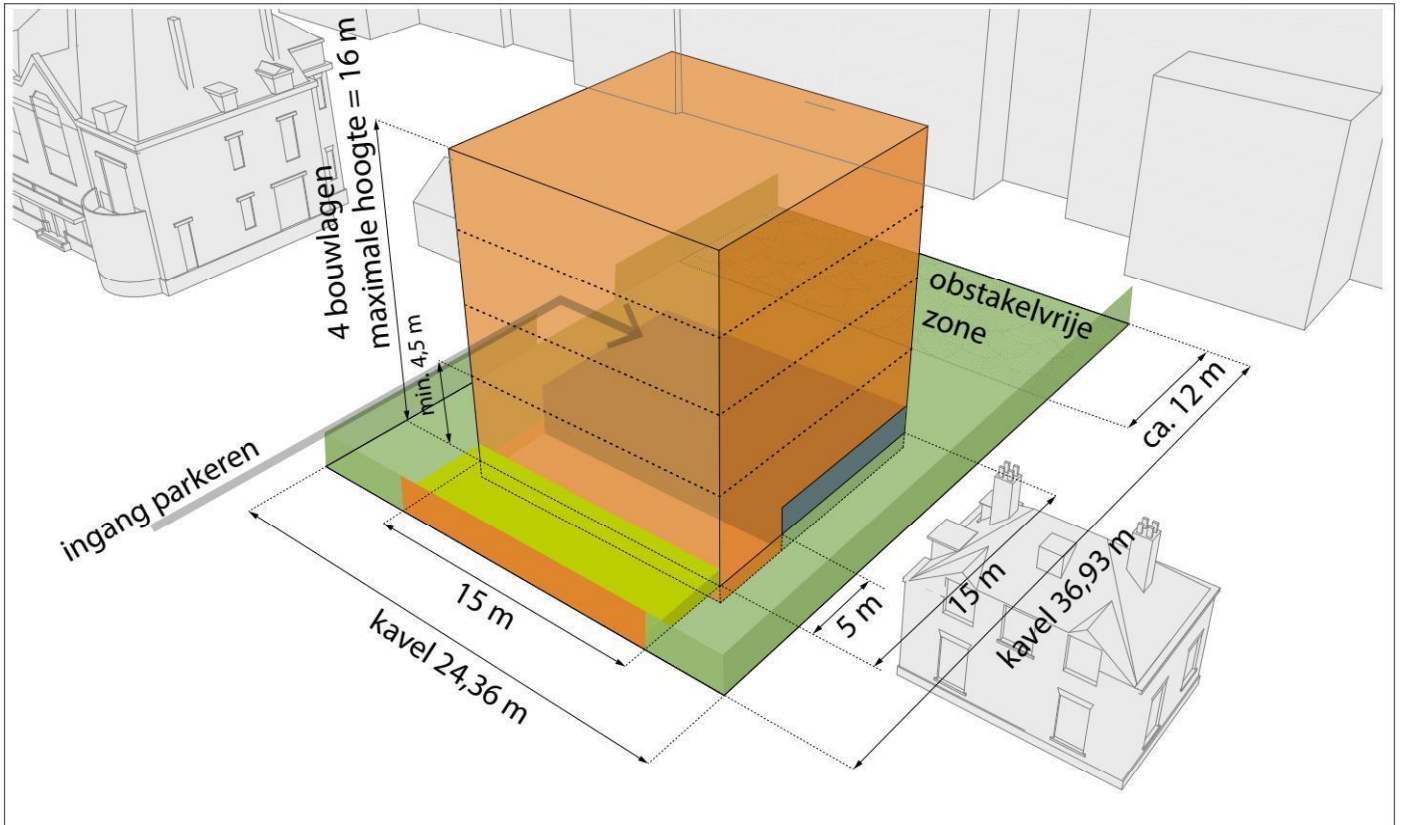 4 bouwlagen
maximale hoogte = 16 m
min. 4,5 m
obstakelvrije
zone
ingang parkeren
ca. 12 m
15 m
kavel 24,36 m
5 m
15 m
kavel 36,93 m